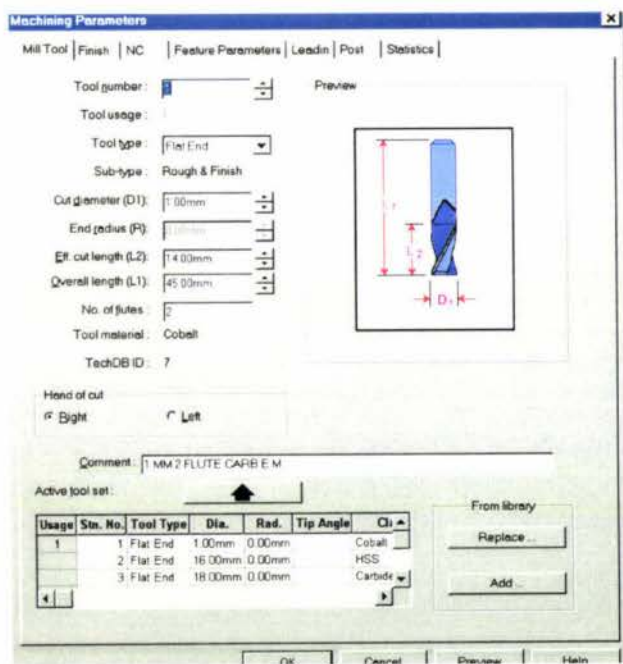 Machining Parameters
Mill Tool Finish NC Feature Parameters Leadin Post Statistics
Tool number :
Preview
Tool usage :
Tool type : Flat End
Sub-type : Rough & Finish
Cut diameter (D1): 1.00mm
End radius (R): 0.00mm
Eff. cut length (L2): 14.00mm
Overall length (L1): 45.00mm
No. of flutes : 2
Tool material : Cobalt
TechDB ID : 7
Hand of cut
Right Left
Comment : 1 MM 2 FLUTE CARB E M
Active tool set :
From library
Usage Stn. No. Tool Type Dia. Rad. Tip Angle
1 1 Flat End 1.00mm 0.00mm Cobalt
2 Flat End 16.00mm 0.00mm HSS
3 Flat End 18.00mm 0.00mm Carbide
Replace ...
Add ...
OK Cancel Preview Help